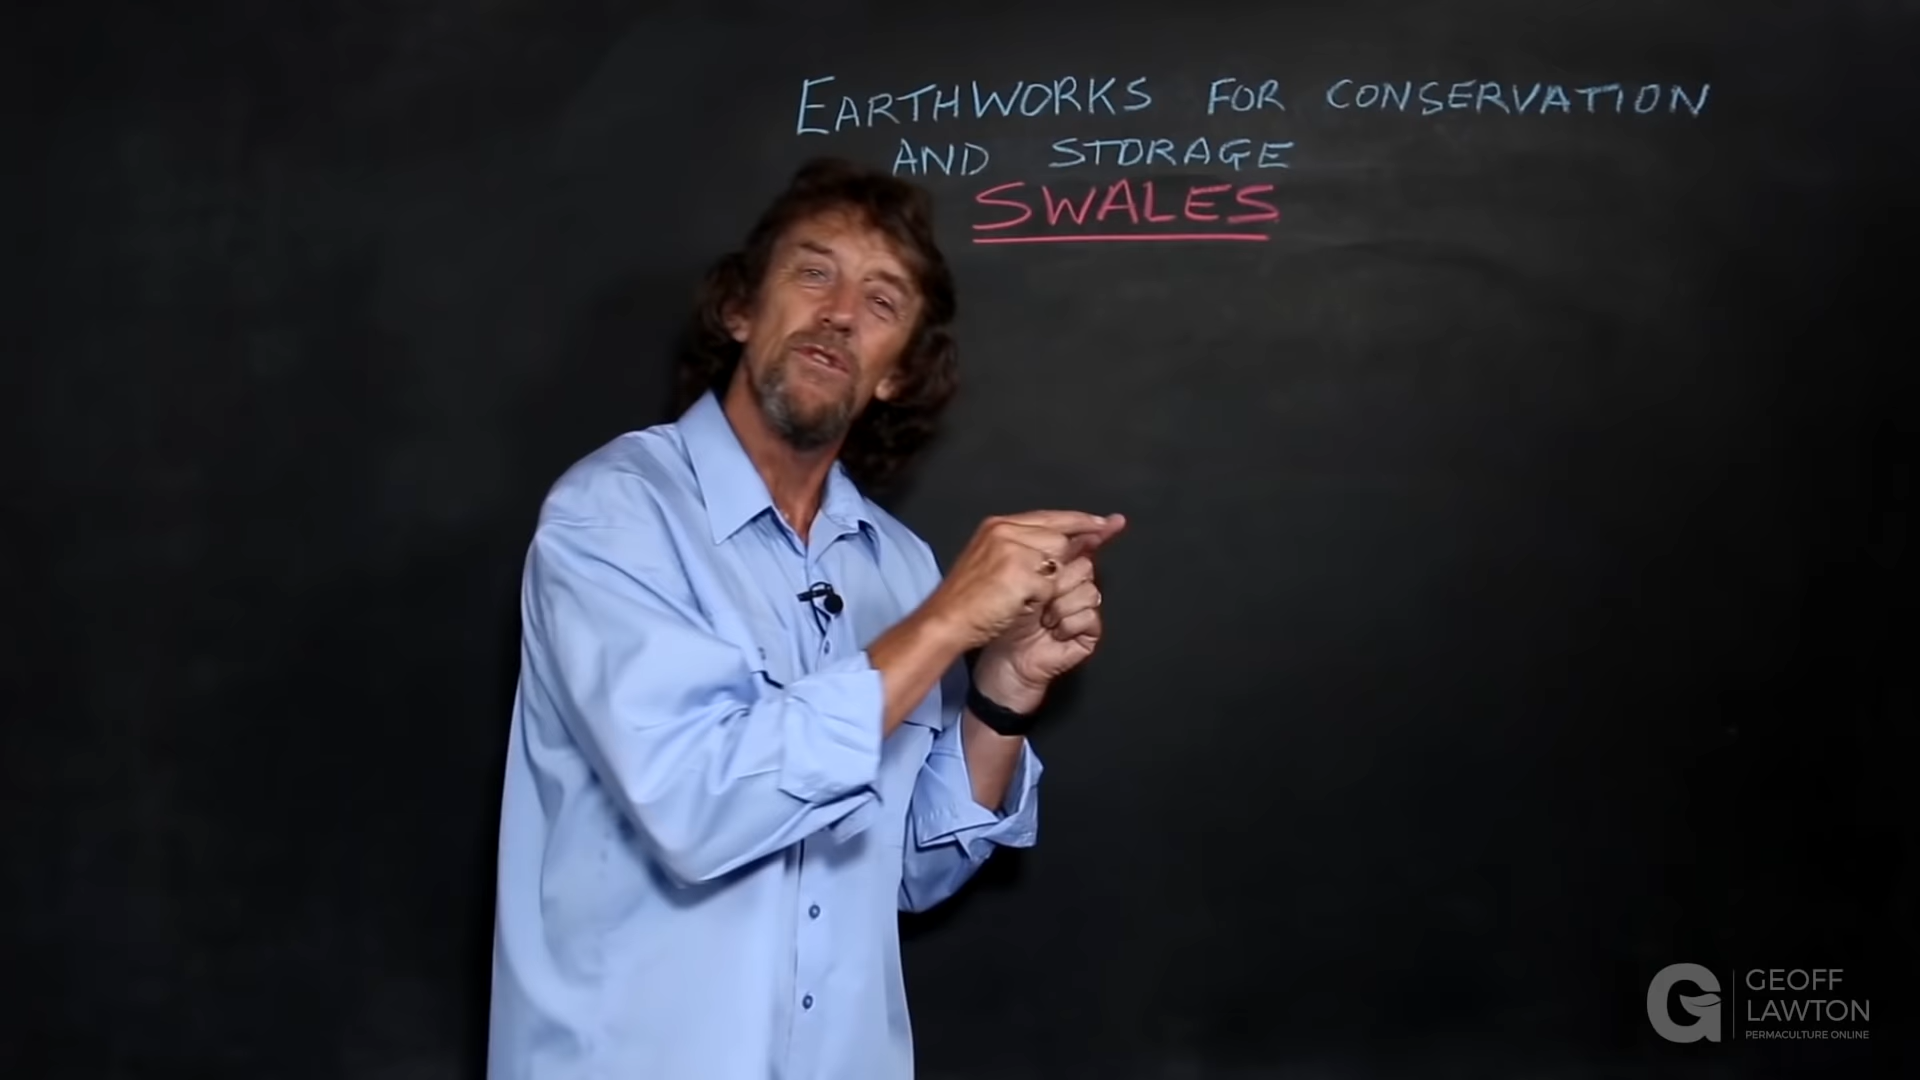 EARTHWORKS FOR CONSERVATION
AND STORAGE
SWALES
GEOFF
LAWTON
PERMACULTURE ONLINE